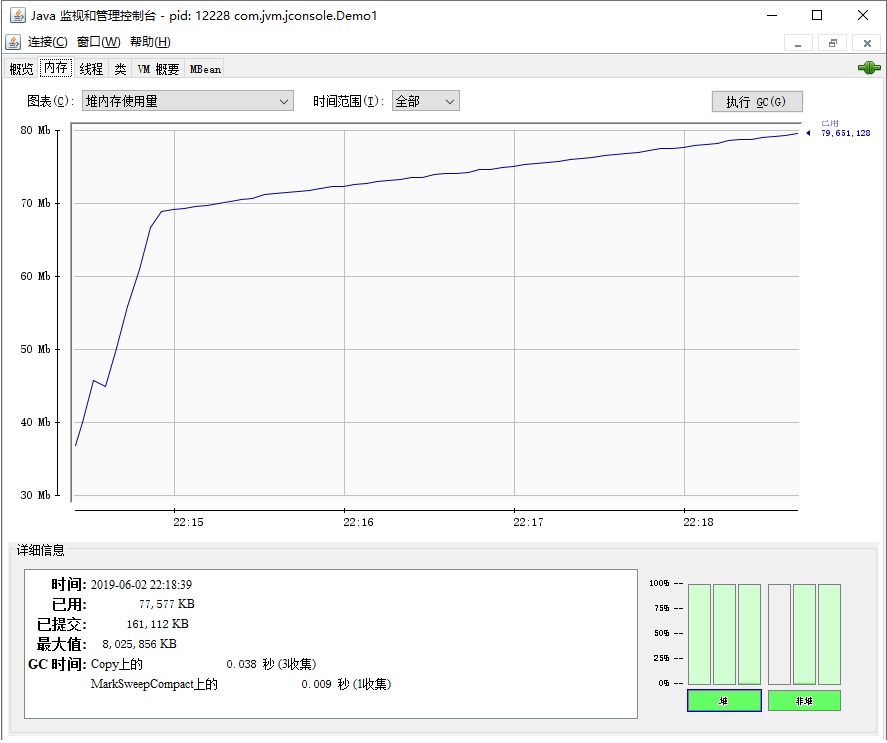 Java 监视和管理控制台 - pid: 12228 com.jvm.jconsole.Demo1
连接(C) 窗口(W) 帮助(H)
概览 内存 线程 类 VM 概要 MBean
图表(C): 堆内存使用量 时间范围(T): 全部 执行 GC(G)
80 Mb
已用
79,651,128
70 Mb
60 Mb
50 Mb
40 Mb
30 Mb
22:15 22:16 22:17 22:18
详细信息
时间: 2019-06-02 22:18:39
已用: 77,577 KB
已提交: 161,112 KB
最大值: 8,025,856 KB
GC 时间: Copy上的 0.038 秒 (3收集)
MarkSweepCompact上的 0.009 秒 (1收集)
100% --
75% --
50% --
25% --
0% --
堆 非堆